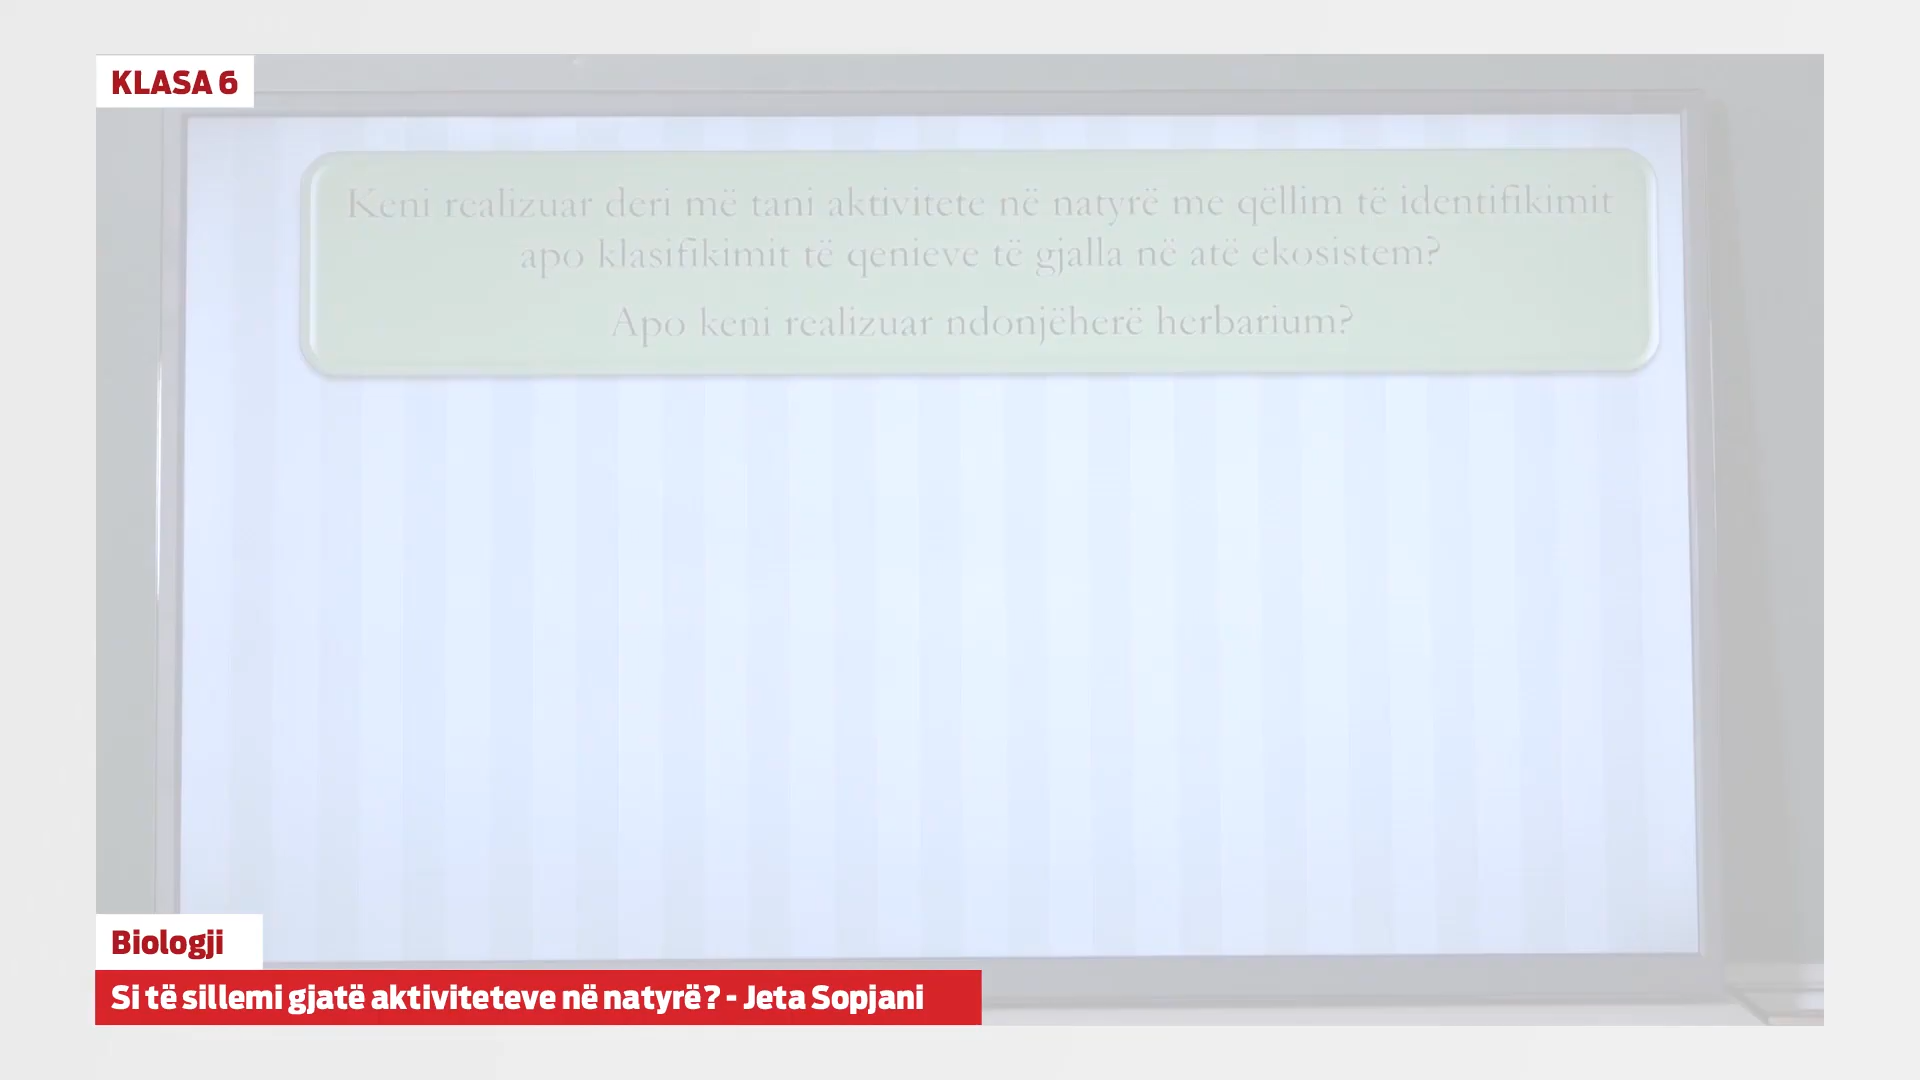 KLASA 6
Keni realizuar deri më tani aktivitete në natyrë me qëllim të identifikimit
apo klasifikimit të qenieve të gjalla në atë ekosistem?
Apo keni realizuar ndonjëherë herbarium?
Biologji
Si të sillemi gjatë aktiviteteve në natyrë? - Jeta Sopjani